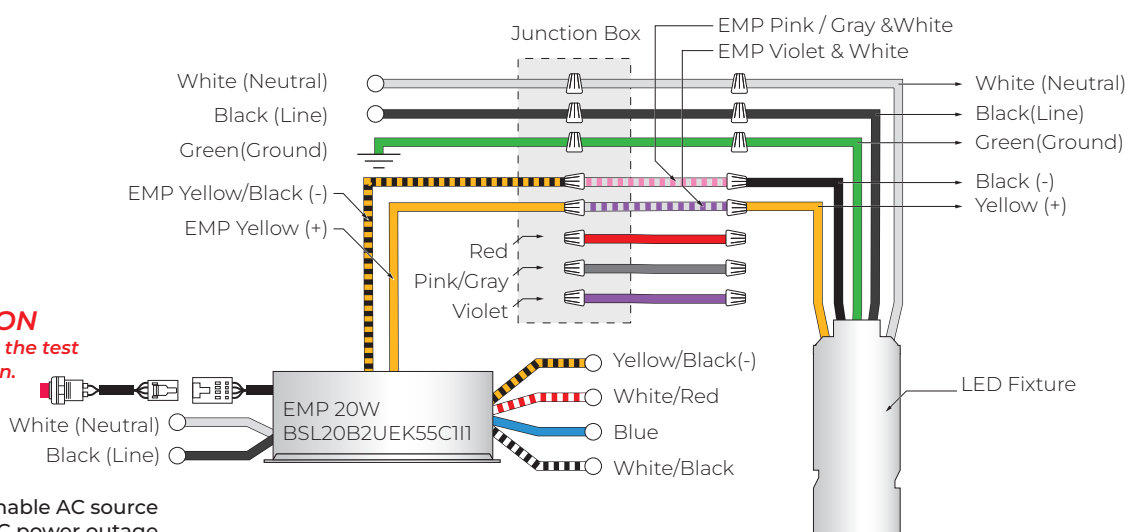 EMP Pink / Gray &White
Junction Box
EMP Violet & White
White (Neutral)
White (Neutral)
Black (Line)
Black(Line)
Green(Ground)
Green(Ground)
Black (-)
EMP Yellow/Black (-)
Yellow (+)
EMP Yellow (+)
Red
Pink/Gray
Violet
ON
the test
n.
Yellow/Black(-)
LED Fixture
White/Red
EMP 20W
White (Neutral)
BSL20B2UEK55C1I1
Blue
Black (Line)
White/Black
nable AC source
C power outage